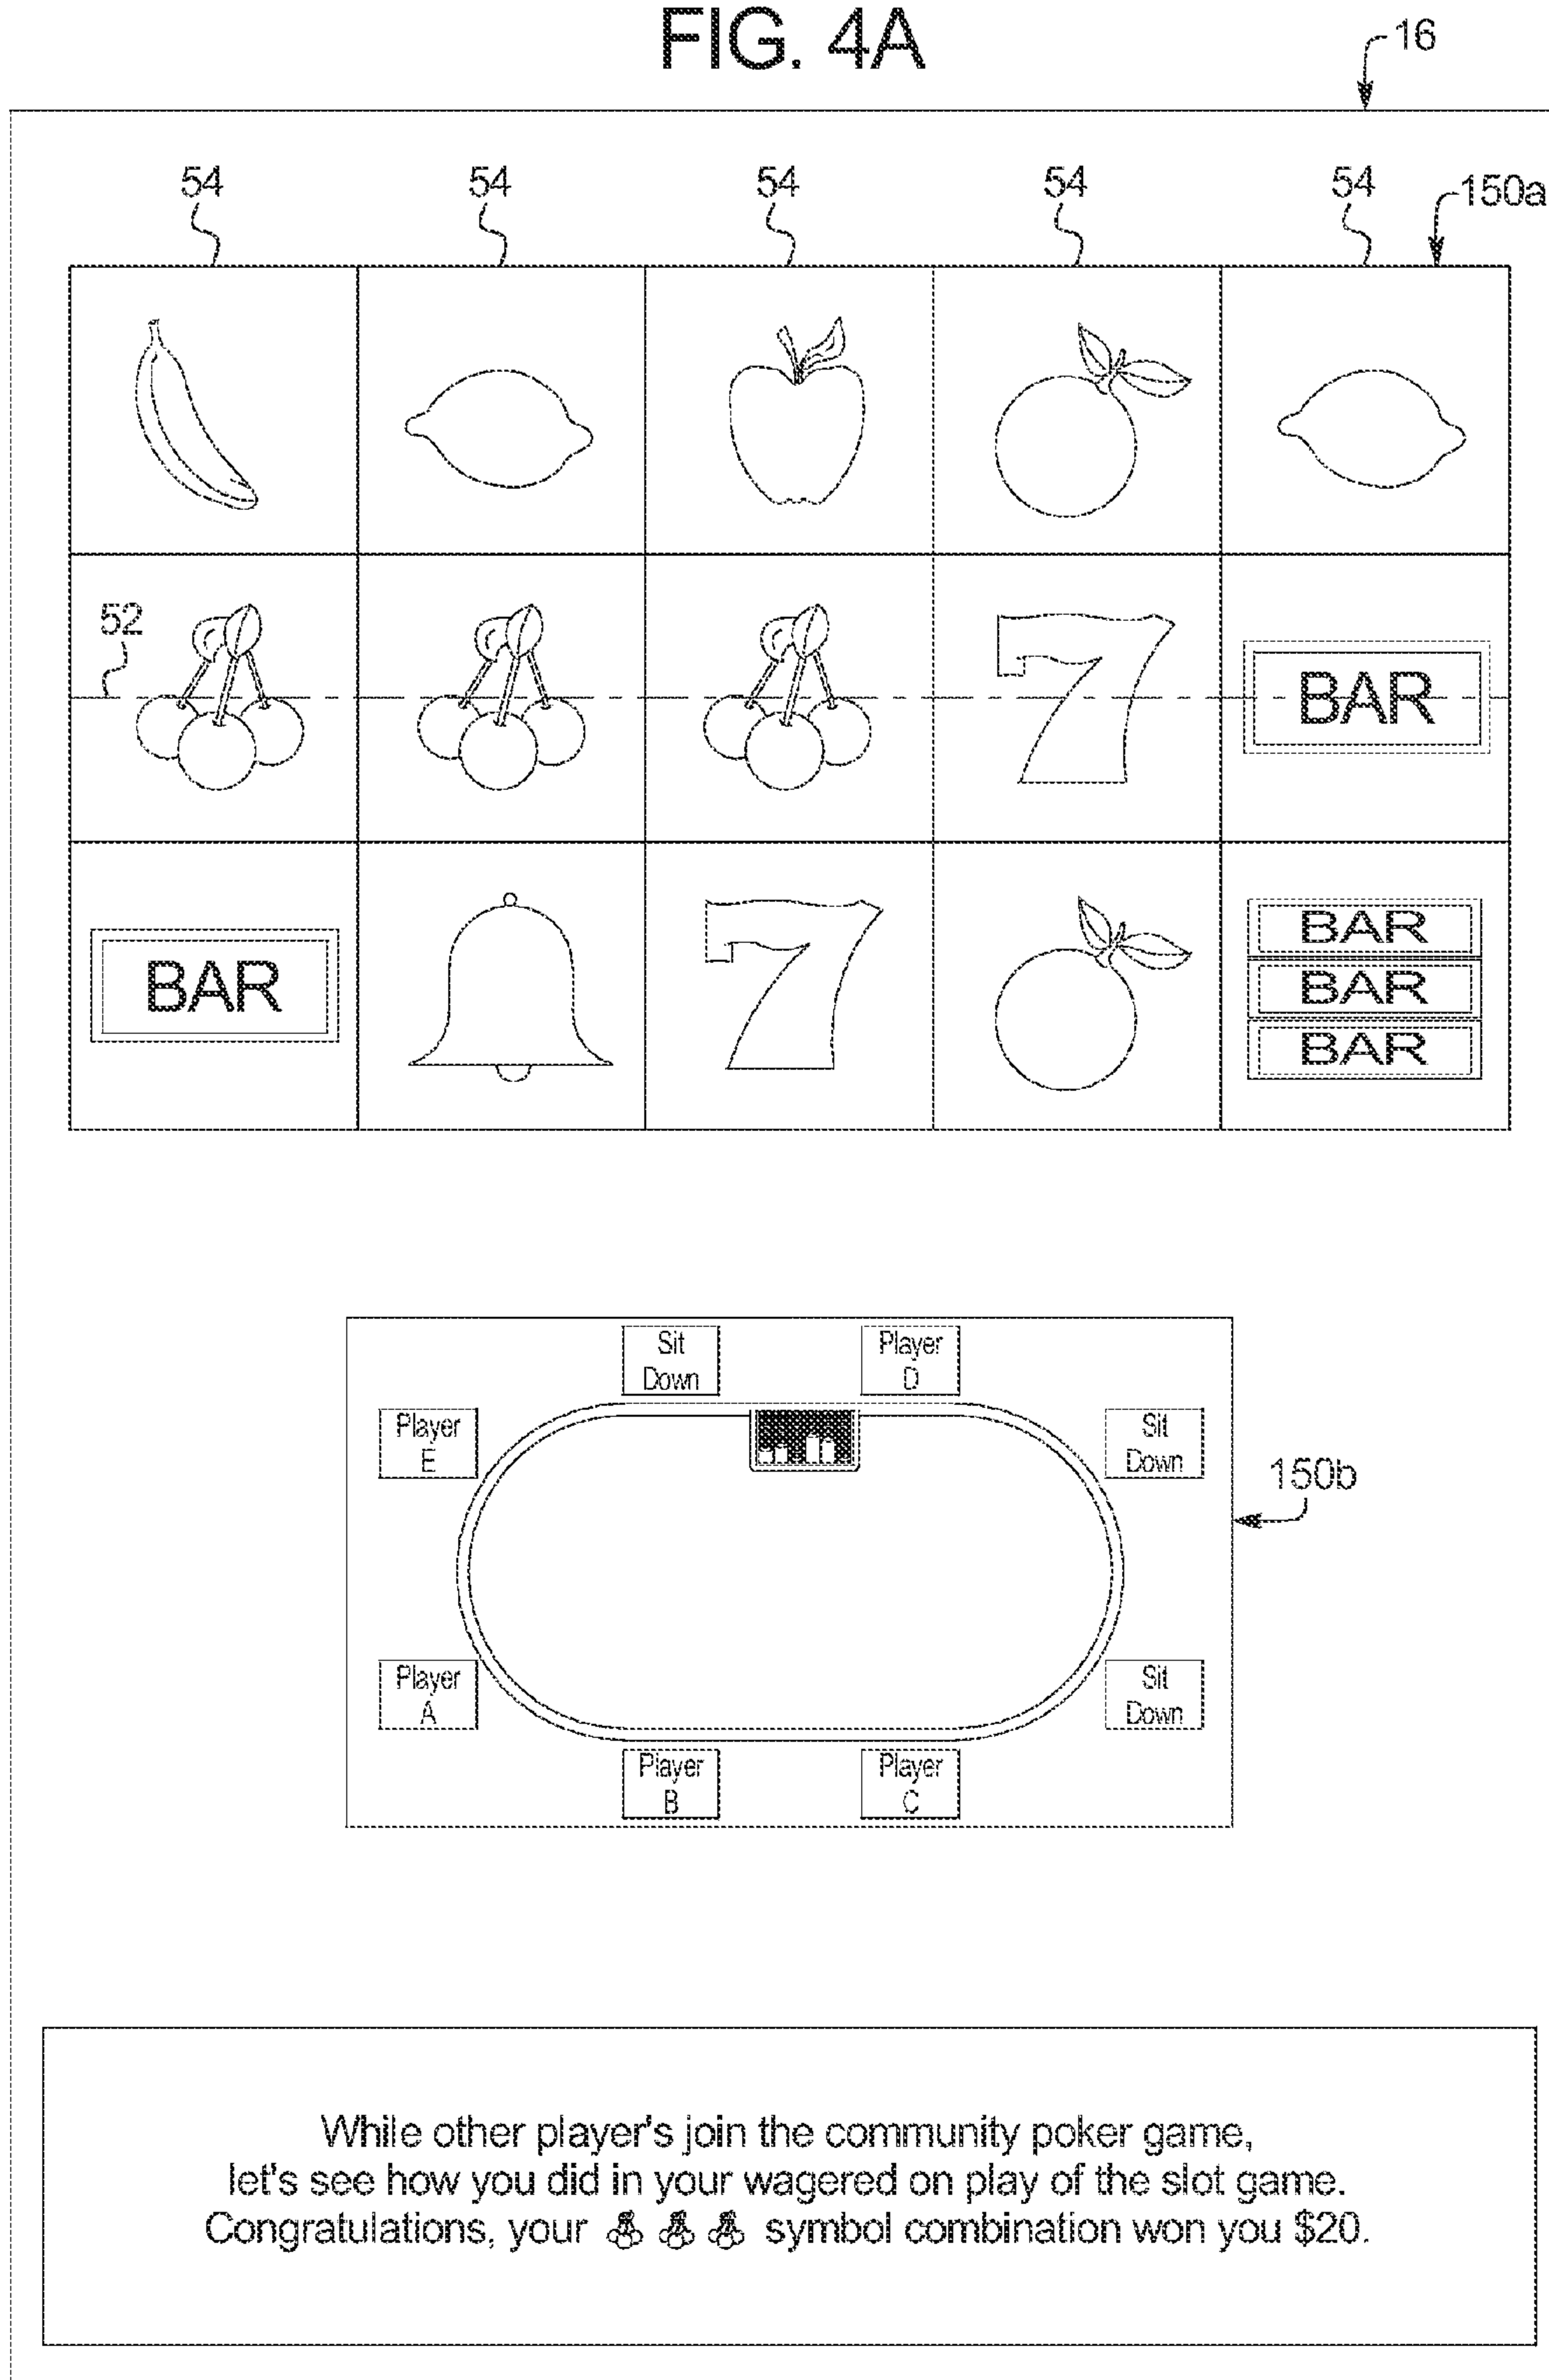 FIG. 4A
16
54 54 54 54 54 150a
52
BAR
BAR
BAR
BAR
BAR
Sit
Down
Player
D
Player
E
Sit
Down
150b
Player
A
Sit
Down
Player
B
Player
C
While other player's join the community poker game,
let's see how you did in your wagered on play of the slot game.
Congratulations, your symbol combination won you $20.